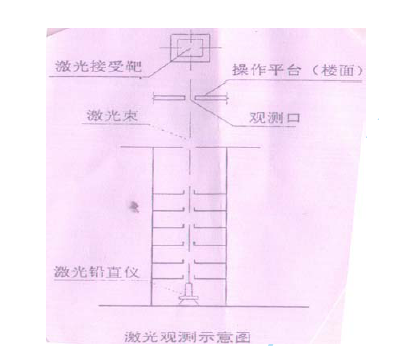 激光接受靶
操作平台（楼面）
激光束
观测口
激光铅直仪
激光观测示意图